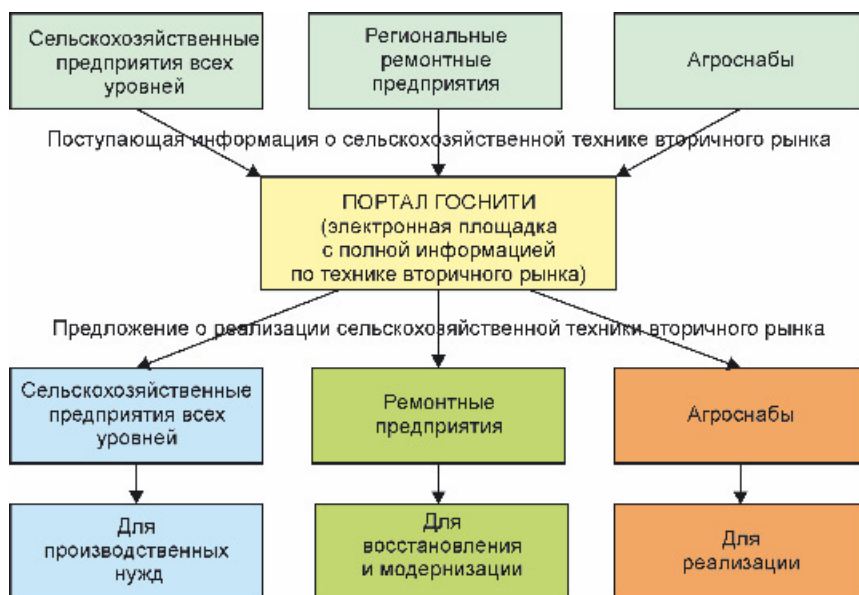 Сельскохозяйственные
предприятия всех
уровней
Региональные
ремонтные
предприятия
Агроснабы
Поступающая информация о сельскохозяйственной технике вторичного рынка
ПОРТАЛ ГОСНИТИ
(электронная площадка
с полной информацией
по технике вторичного рынка)
Предложение о реализации сельскохозяйственной техники вторичного рынка
Сельскохозяйственные
предприятия всех
уровней
Ремонтные
предприятия
Агроснабы
Для
производственных
нужд
Для
восстановления
и модернизации
Для
реализации